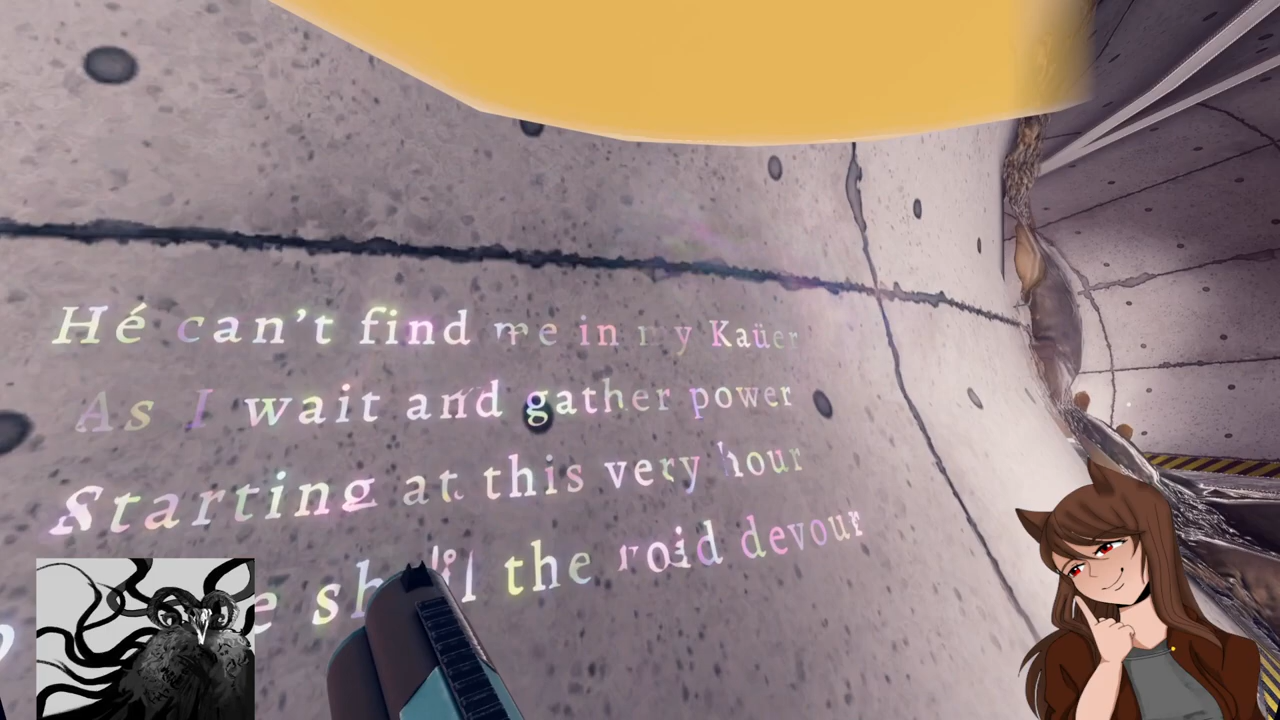 Hé can't find me in my Kaüer
As I wait and gather power
Starting at this very hour
the roid devour